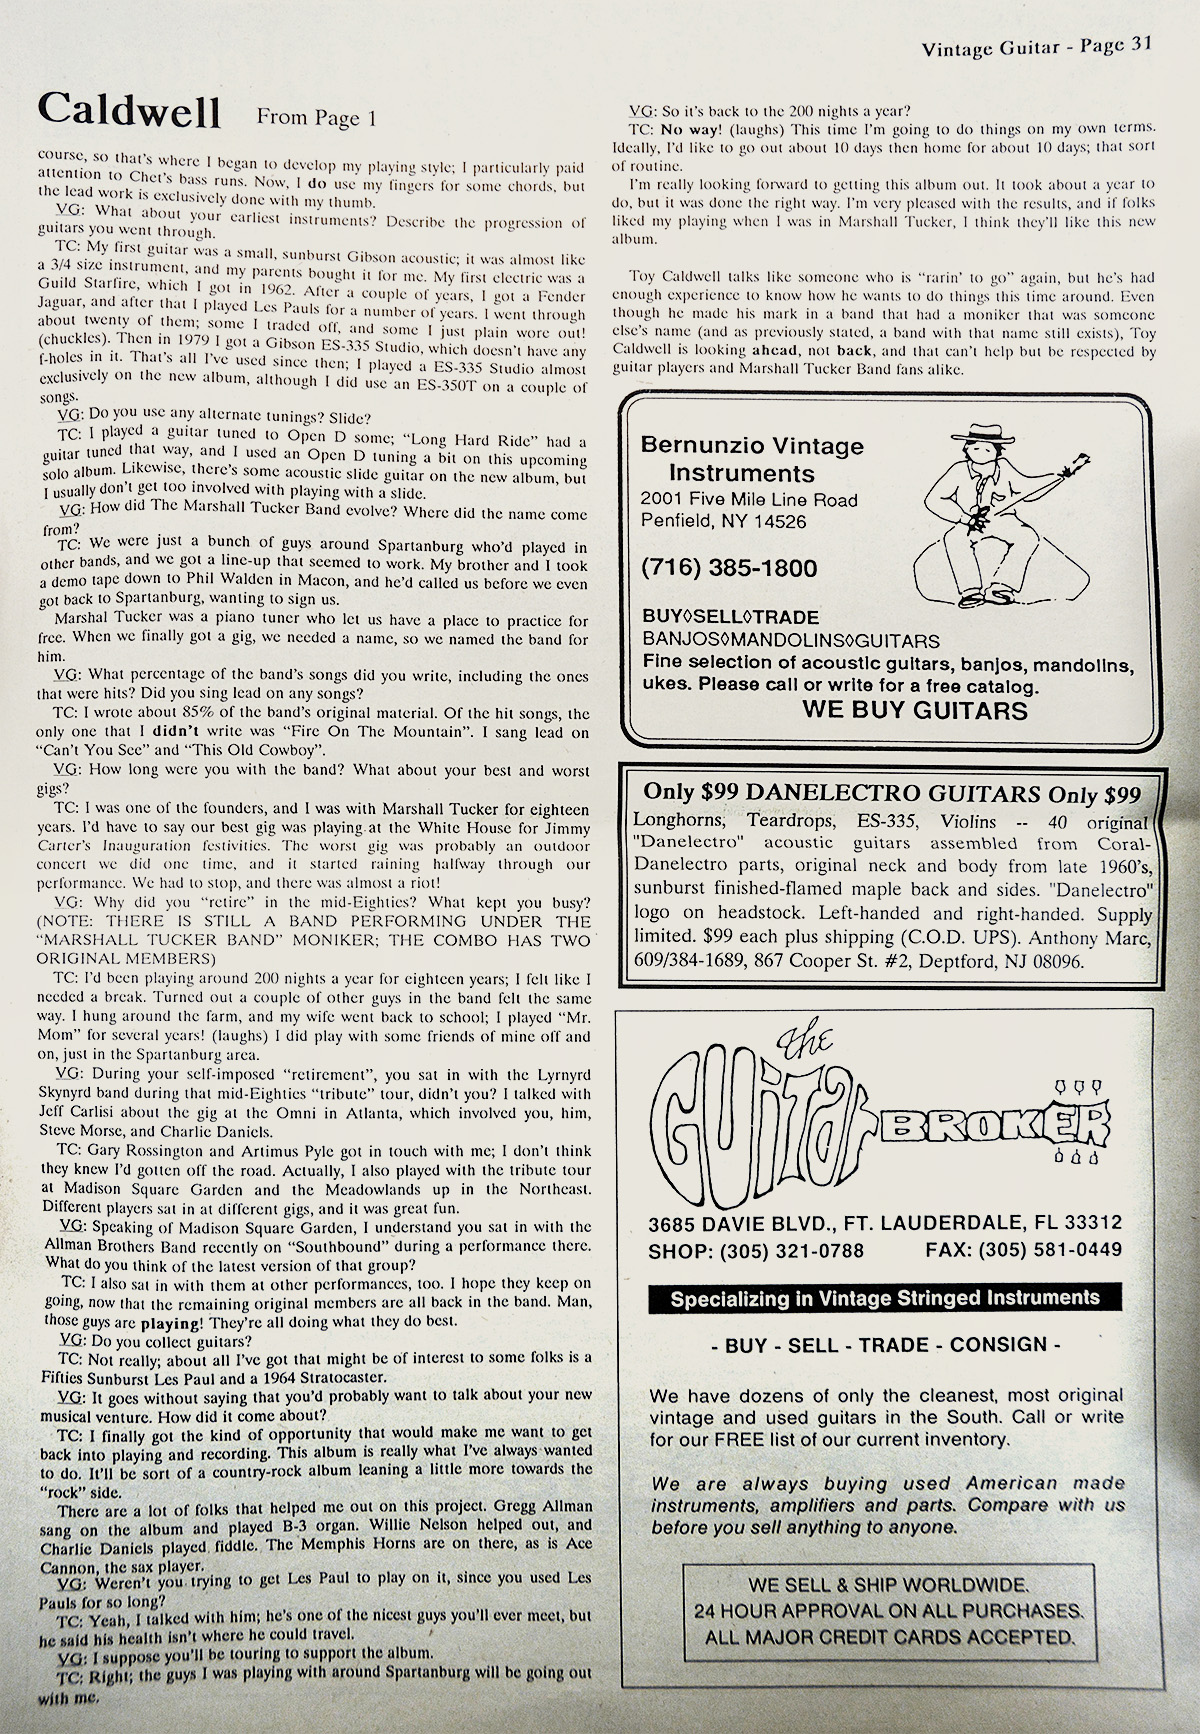 Vintage Guitar - Page 31
Caldwell From Page 1
course, so that's where I began to develop my playing style; I particularly paid
attention to Chet's bass runs. Now, I do use my fingers for some chords, but
the lead work is exclusively done with my thumb.
VG: What about your earliest instruments? Describe the progression of
guitars you went through.
TC: My first guitar was a small, sunburst Gibson acoustic; it was almost like
a 3/4 size instrument, and my parents bought it for me. My first electric was a
Guild Starfire, which I got in 1962. After a couple of years, I got a Fender
Jaguar, and after that I played Les Pauls for a number of years. I went through
about twenty of them; some I traded off, and some I just plain wore out!
(chuckles). Then in 1979 I got a Gibson ES-335 Studio, which doesn't have any
f-holes in it. That's all I've used since then; I played a ES-335 Studio almost
exclusively on the new album, although I did use an ES-350T on a couple of
songs.
VG: Do you use any alternate tunings? Slide?
TC: I played a guitar tuned to Open D some; "Long Hard Ride" had a
guitar tuned that way, and I used an Open D tuning a bit on this upcoming
solo album. Likewise, there's some acoustic slide guitar on the new album, but
I usually don't get too involved with playing with a slide.
VG: How did The Marshall Tucker Band evolve? Where did the name come
from?
TC: We were just a bunch of guys around Spartanburg who'd played in
other bands, and we got a line-up that seemed to work. My brother and I took
a demo tape down to Phil Walden in Macon, and he'd called us before we even
got back to Spartanburg, wanting to sign us.
Marshal Tucker was a piano tuner who let us have a place to practice for
free. When we finally got a gig, we needed a name, so we named the band for
him.
VG: What percentage of the band's songs did you write, including the ones
that were hits? Did you sing lead on any songs?
TC: I wrote about 85% of the band's original material. Of the hit songs, the
only one that I didn't write was "Fire On The Mountain". I sang lead on
"Can't You See" and "This Old Cowboy".
VG: How long were you with the band? What about your best and worst
gigs?
TC: I was one of the founders, and I was with Marshall Tucker for eighteen
years. I'd have to say our best gig was playing at the White House for Jimmy
Carter's Inauguration festivities. The worst gig was probably an outdoor
concert we did one time, and it started raining halfway through our
performance. We had to stop, and there was almost a riot!
VG: Why did you "retire" in the mid-Eighties? What kept you busy?
(NOTE: THERE IS STILL A BAND PERFORMING UNDER THE
"MARSHALL TUCKER BAND" MONIKER; THE COMBO HAS TWO
ORIGINAL MEMBERS)
TC: I'd been playing around 200 nights a year for eighteen years; I felt like I
needed a break. Turned out a couple of other guys in the band felt the same
way. I hung around the farm, and my wife went back to school; I played "Mr.
Mom" for several years! (laughs) I did play with some friends of mine off and
on, just in the Spartanburg area.
VG: During your self-imposed "retirement", you sat in with the Lyrnyrd
Skynyrd band during that mid-Eighties "tribute" tour, didn't you? I talked with
Jeff Carlisi about the gig at the Omni in Atlanta, which involved you, him,
Steve Morse, and Charlie Daniels.
TC: Gary Rossington and Artimus Pyle got in touch with me; I don't think
they knew I'd gotten off the road. Actually, I also played with the tribute tour
at Madison Square Garden and the Meadowlands up in the Northeast.
Different players sat in at different gigs, and it was great fun.
VG: Speaking of Madison Square Garden, I understand you sat in with the
Allman Brothers Band recently on "Southbound" during a performance there.
What do you think of the latest version of that group?
TC: I also sat in with them at other performances, too. I hope they keep on
going, now that the remaining original members are all back in the band. Man,
those guys are playing! They're all doing what they do best.
VG: Do you collect guitars?
TC: Not really; about all I've got that might be of interest to some folks is a
Fifties Sunburst Les Paul and a 1964 Stratocaster.
VG: It goes without saying that you'd probably want to talk about your new
musical venture. How did it come about?
TC: I finally got the kind of opportunity that would make me want to get
back into playing and recording. This album is really what I've always wanted
to do. It'll be sort of a country-rock album leaning a little more towards the
"rock" side.
There are a lot of folks that helped me out on this project. Gregg Allman
sang on the album and played B-3 organ. Willie Nelson helped out, and
Charlie Daniels played fiddle. The Memphis Horns are on there, as is Ace
Cannon, the sax player.
VG: Weren't you trying to get Les Paul to play on it, since you used Les
Pauls for so long?
TC: Yeah, I talked with him; he's one of the nicest guys you'll ever meet, but
he said his health isn't where he could travel.
VG: I suppose you'll be touring to support the album.
TC: Right; the guys I was playing with around Spartanburg will be going out
with me.
VG: So it's back to the 200 nights a year?
TC: No way! (laughs) This time I'm going to do things on my own terms.
Ideally, I'd like to go out about 10 days then home for about 10 days; that sort
of routine.
I'm really looking forward to getting this album out. It took about a year to
do, but it was done the right way. I'm very pleased with the results, and if folks
liked my playing when I was in Marshall Tucker, I think they'll like this new
album.
Toy Caldwell talks like someone who is "rarin' to go" again, but he's had
enough experience to know how he wants to do things this time around. Even
though he made his mark in a band that had a moniker that was someone
else's name (and as previously stated, a band with that name still exists), Toy
Caldwell is looking ahead, not back, and that can't help but be respected by
guitar players and Marshall Tucker Band fans alike.
Bernunzio Vintage
Instruments
2001 Five Mile Line Road
Penfield, NY 14526
(716) 385-1800
BUY◊SELL◊TRADE
BANJOS◊MANDOLINS◊GUITARS
Fine selection of acoustic guitars, banjos, mandolins,
ukes. Please call or write for a free catalog.
WE BUY GUITARS
Only $99 DANELECTRO GUITARS Only $99
Longhorns, Teardrops, ES-335, Violins -- 40 original
"Danelectro" acoustic guitars assembled from Coral-
Danelectro parts, original neck and body from late 1960's,
sunburst finished-flamed maple back and sides. "Danelectro"
logo on headstock. Left-handed and right-handed. Supply
limited. $99 each plus shipping (C.O.D. UPS). Anthony Marc,
609/384-1689, 867 Cooper St. #2, Deptford, NJ 08096.
the
GUITAR BROKER
3685 DAVIE BLVD., FT. LAUDERDALE, FL 33312
SHOP: (305) 321-0788 FAX: (305) 581-0449
Specializing in Vintage Stringed Instruments
- BUY - SELL - TRADE - CONSIGN -
We have dozens of only the cleanest, most original
vintage and used guitars in the South. Call or write
for our FREE list of our current inventory.
We are always buying used American made
instruments, amplifiers and parts. Compare with us
before you sell anything to anyone.
WE SELL & SHIP WORLDWIDE.
24 HOUR APPROVAL ON ALL PURCHASES.
ALL MAJOR CREDIT CARDS ACCEPTED.